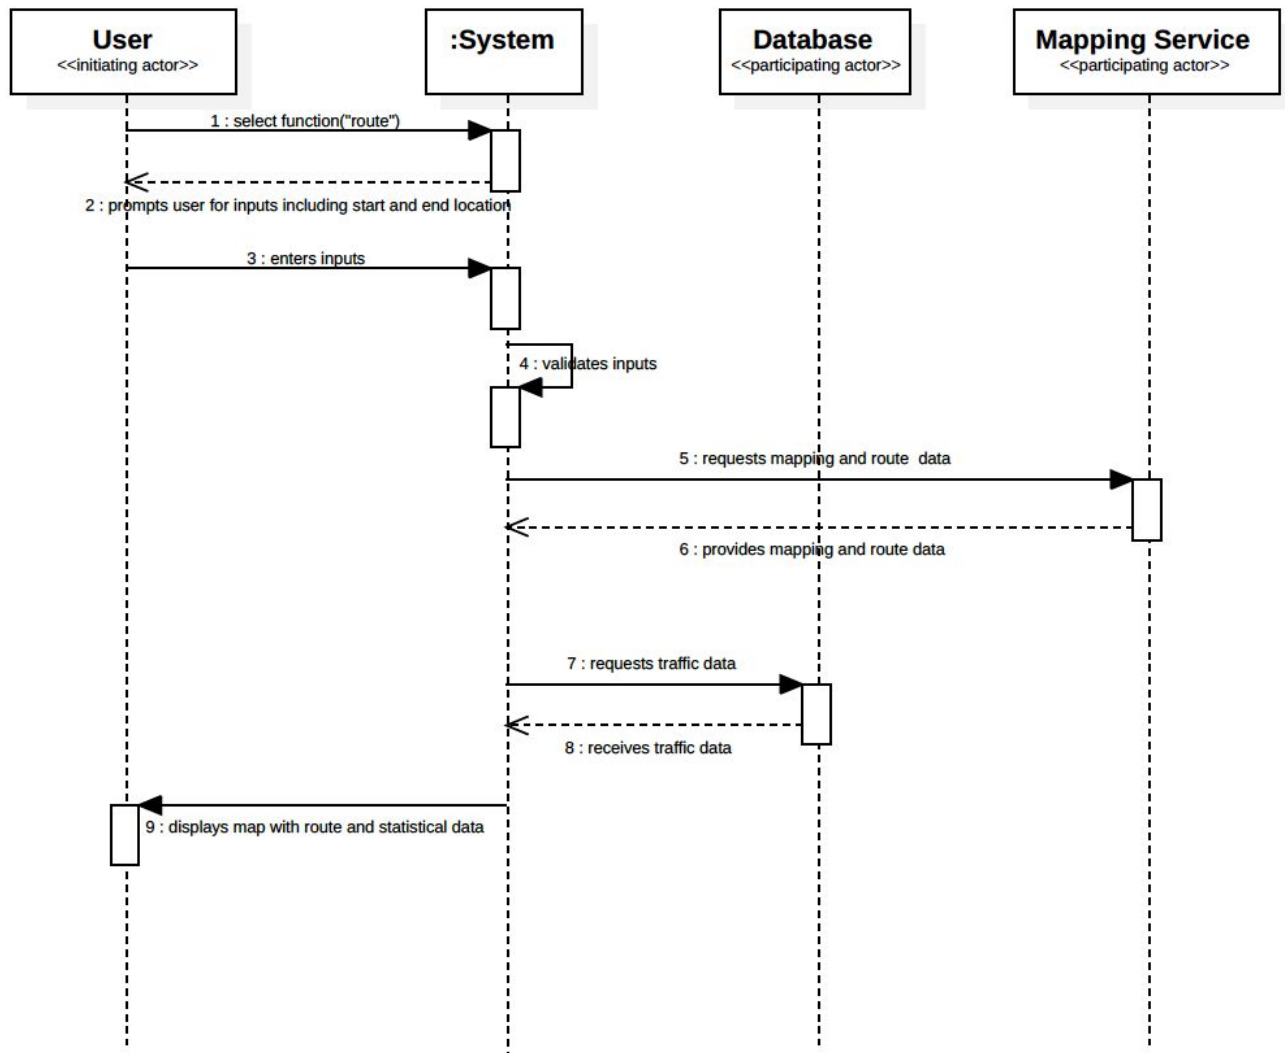 User
<<initiating actor>>
:System
Database
<<participating actor>>
Mapping Service
<<participating actor>>
1 : select function("route")
2 : prompts user for inputs including start and end location
3 : enters inputs
4 : validates inputs
5 : requests mapping and route  data
6 : provides mapping and route data
7 : requests traffic data
8 : receives traffic data
9 : displays map with route and statistical data